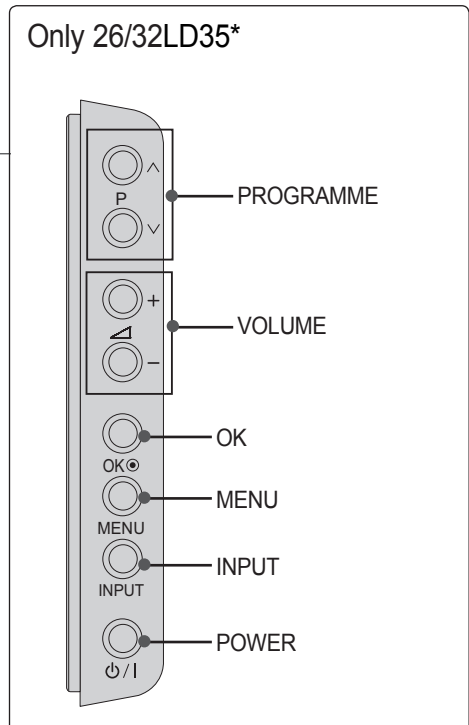 Only 26/32LD35*
P
PROGRAMME
+
VOLUME
-
OK
OK
MENU
MENU
INPUT
INPUT
POWER
/ I